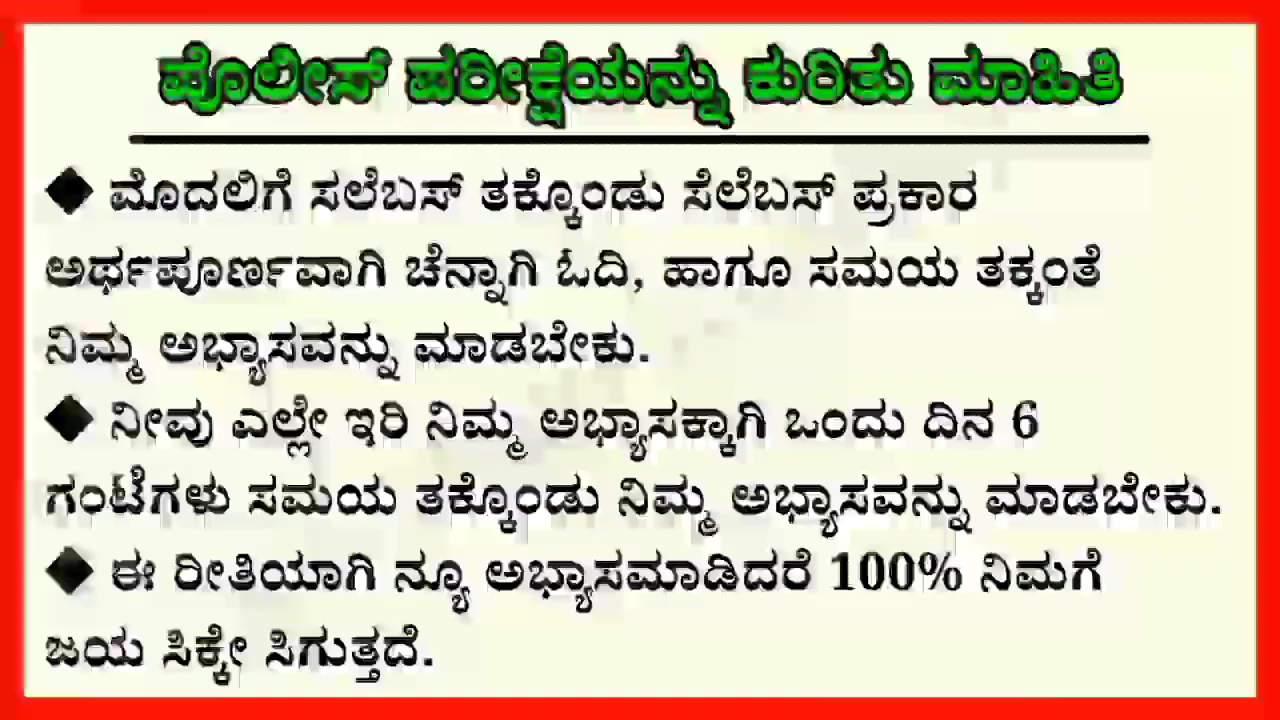 ಪೊಲೀಸ್ ಪರೀಕ್ಷೆಯನ್ನು ಕುರಿತು ಮಾಹಿತಿ
◆ ಮೊದಲಿಗೆ ಸಲೆಬಸ್ ತಕ್ಕೊಂಡು ಸೆಲೆಬಸ್ ಪ್ರಕಾರ
ಅರ್ಥಪೂರ್ಣವಾಗಿ ಚೆನ್ನಾಗಿ ಓದಿ, ಹಾಗೂ ಸಮಯ ತಕ್ಕಂತೆ
ನಿಮ್ಮ ಅಭ್ಯಾಸವನ್ನು ಮಾಡಬೇಕು.
◆ ನೀವು ಎಲ್ಲೇ ಇರಿ ನಿಮ್ಮ ಅಭ್ಯಾಸಕ್ಕಾಗಿ ಒಂದು ದಿನ 6
ಗಂಟೆಗಳು ಸಮಯ ತಕ್ಕೊಂಡು ನಿಮ್ಮ ಅಭ್ಯಾಸವನ್ನು ಮಾಡಬೇಕು.
◆ ಈ ರೀತಿಯಾಗಿ ನ್ಯೂ ಅಭ್ಯಾಸಮಾಡಿದರೆ 100% ನಿಮಗೆ
ಜಯ ಸಿಕ್ಕೇ ಸಿಗುತ್ತದೆ.